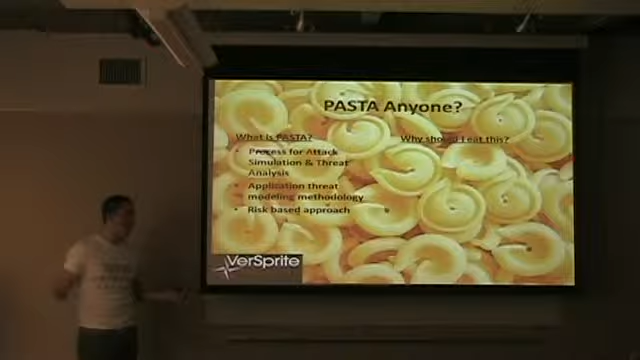 PASTA Anyone?
What is PASTA?
• Process for Attack
Simulation & Threat
Analysis
• Application threat
modeling methodology
• Risk based approach
Why should I eat this?
VerSprite